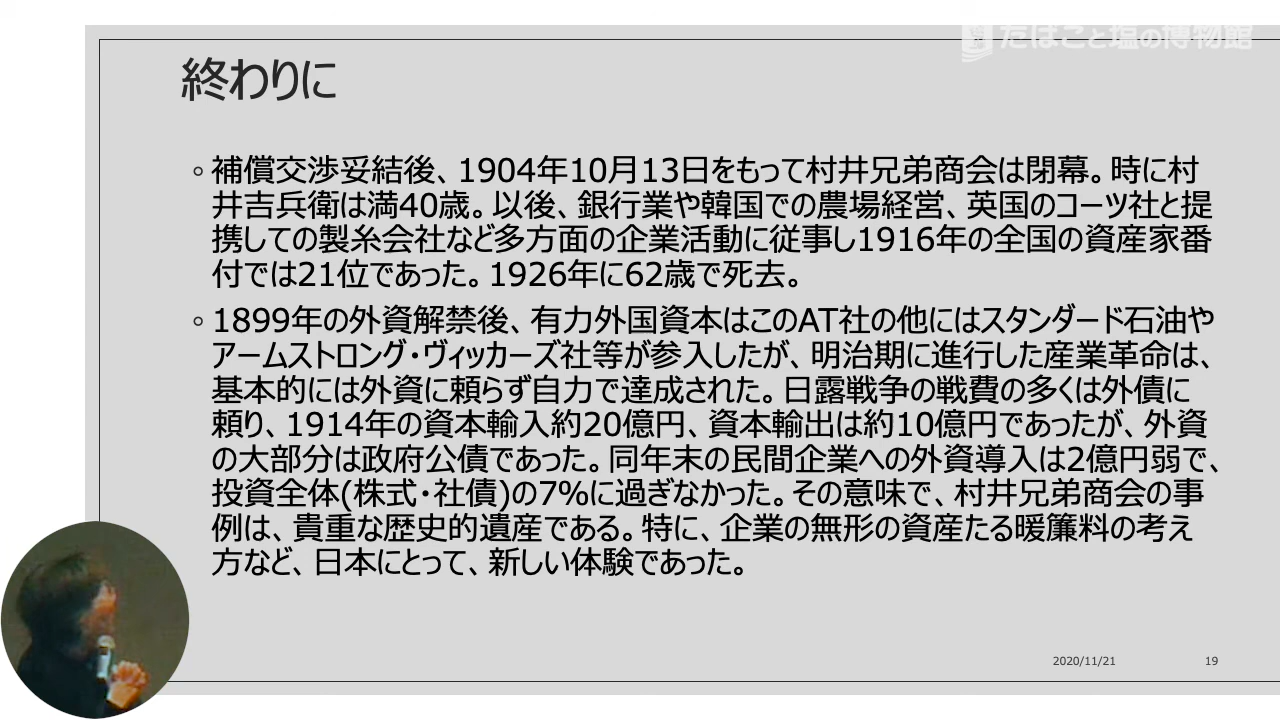 たばこと塩の博物館
終わりに
◦補償交渉妥結後、1904年10月13日をもって村井兄弟商会は閉幕。時に村
井吉兵衛は満40歳。以後、銀行業や韓国での農場経営、英国のコーツ社と提
携しての製糸会社など多方面の企業活動に従事し1916年の全国の資産家番
付では21位であった。1926年に62歳で死去。
◦1899年の外資解禁後、有力外国資本はこのAT社の他にはスタンダード石油や
アームストロング・ヴィッカーズ社等が参入したが、明治期に進行した産業革命は、
基本的には外資に頼らず自力で達成された。日露戦争の戦費の多くは外債に
頼り、1914年の資本輸入約20億円、資本輸出は約10億円であったが、外資
の大部分は政府公債であった。同年末の民間企業への外資導入は2億円弱で、
投資全体(株式・社債)の7%に過ぎなかった。その意味で、村井兄弟商会の事
例は、貴重な歴史的遺産である。特に、企業の無形の資産たる暖簾料の考え
方など、日本にとって、新しい体験であった。
2020/11/21
19